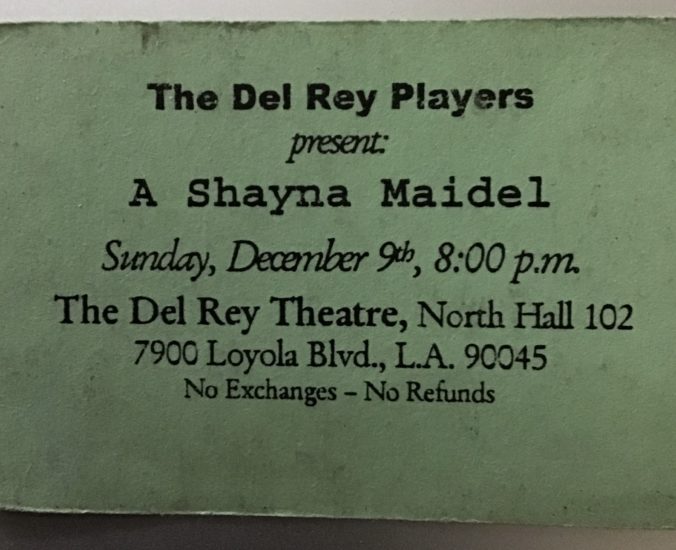 The Del Rey Players
present:
A Shayna Maidel
Sunday, December 9th, 8:00 p.m.
The Del Rey Theatre, North Hall 102
7900 Loyola Blvd., L.A. 90045
No Exchanges – No Refunds